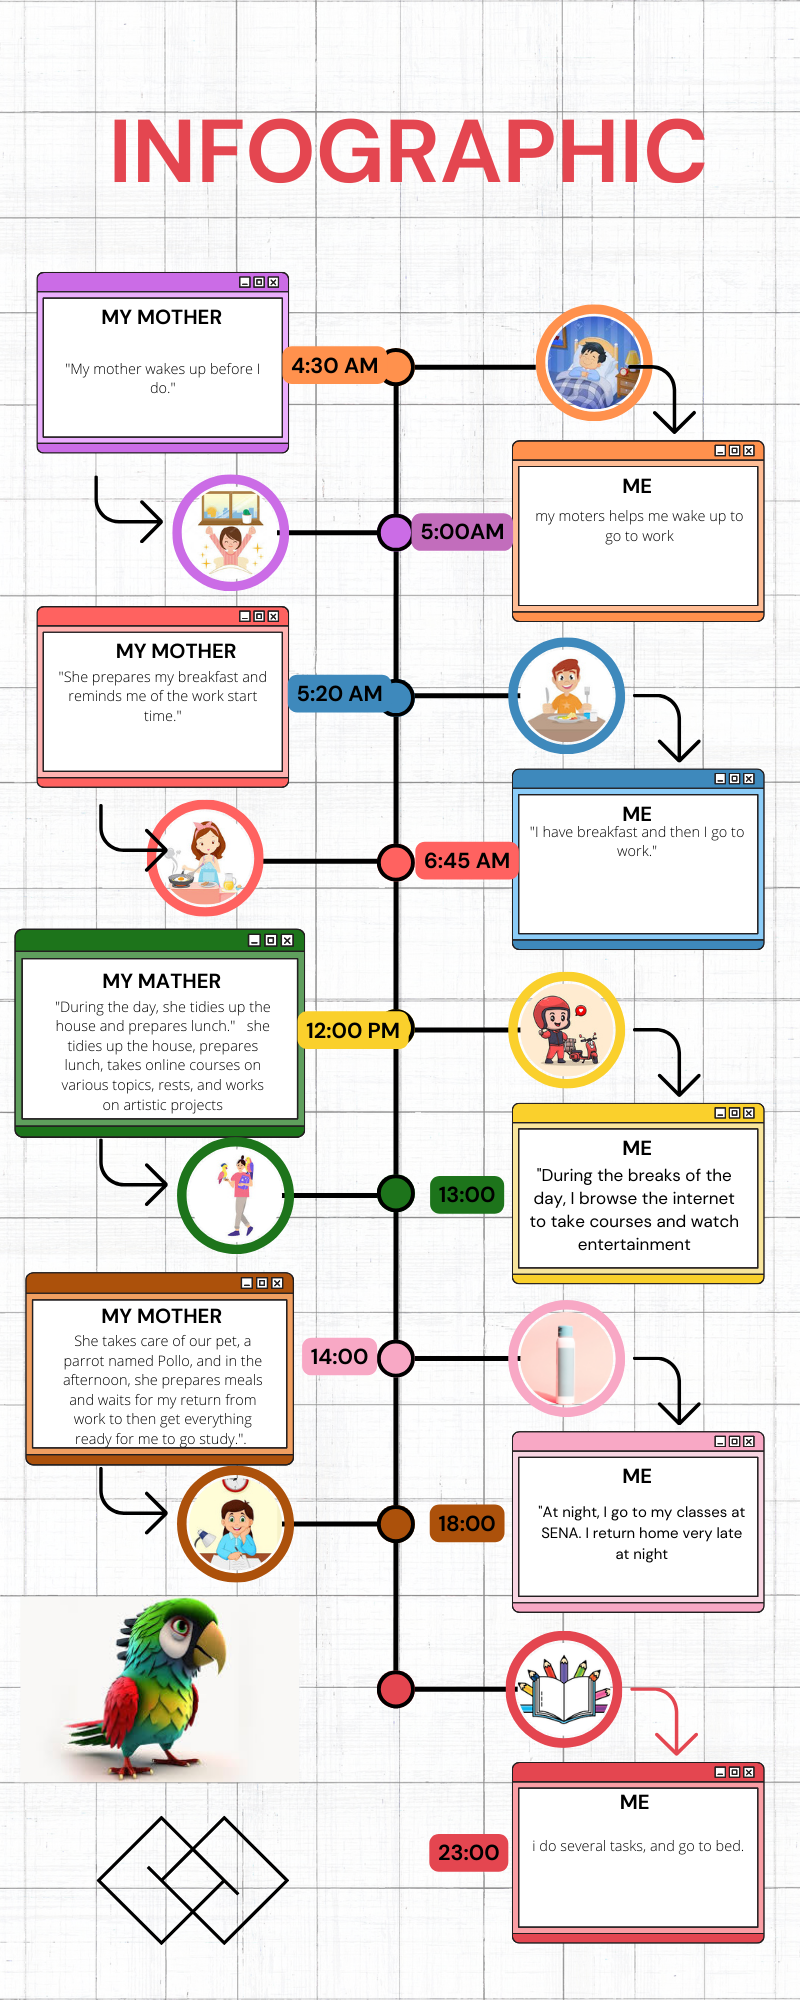 INFOGRAPHIC
MY MOTHER
"My mother wakes up before I
do."
4:30 AM
5:00AM
ME
my moters helps me wake up to
go to work
MY MOTHER
"She prepares my breakfast and
reminds me of the work start
time."
5:20 AM
6:45 AM
ME
"I have breakfast and then I go to
work."
MY MATHER
"During the day, she tidies up the
house and prepares lunch."   she
tidies up the house, prepares
lunch, takes online courses on
various topics, rests, and works
on artistic projects
12:00 PM
13:00
ME
"During the breaks of the
day, I browse the internet
to take courses and watch
entertainment
MY MOTHER
She takes care of our pet, a
parrot named Pollo, and in the
afternoon, she prepares meals
and waits for my return from
work to then get everything
ready for me to go study.".
14:00
18:00
ME
"At night, I go to my classes at
SENA. I return home very late
at night
23:00
ME
i do several tasks, and go to bed.